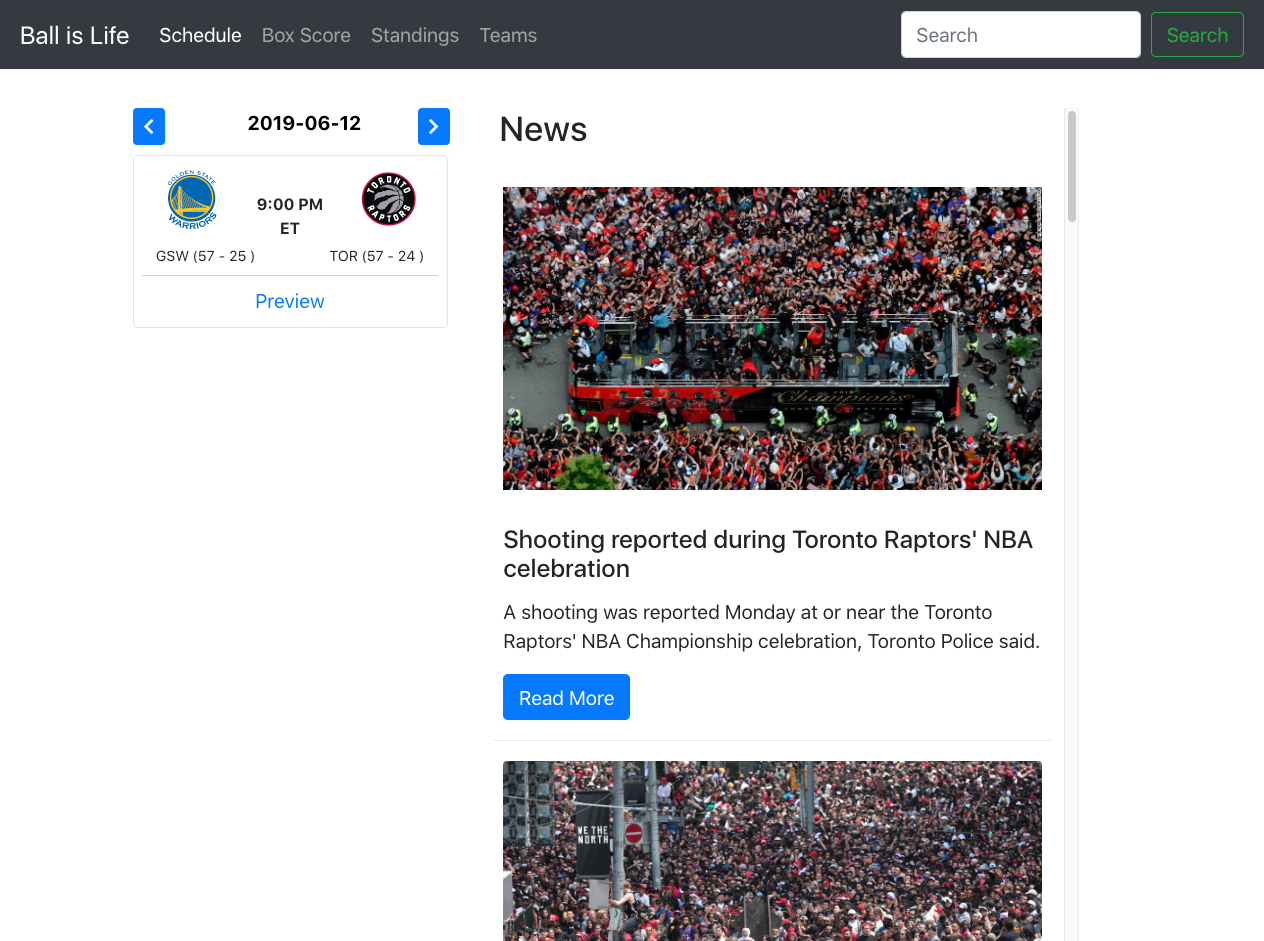 Ball is Life Schedule Box Score Standings Teams Search Search
2019-06-12
GOLDEN STATE
WARRIORS
9:00 PM
ET
TORONTO
RAPTORS
GSW (57 - 25 ) TOR (57 - 24 )
Preview
News
Champions
Shooting reported during Toronto Raptors' NBA
celebration
A shooting was reported Monday at or near the Toronto
Raptors' NBA Championship celebration, Toronto Police said.
Read More
WE THE
NORTH